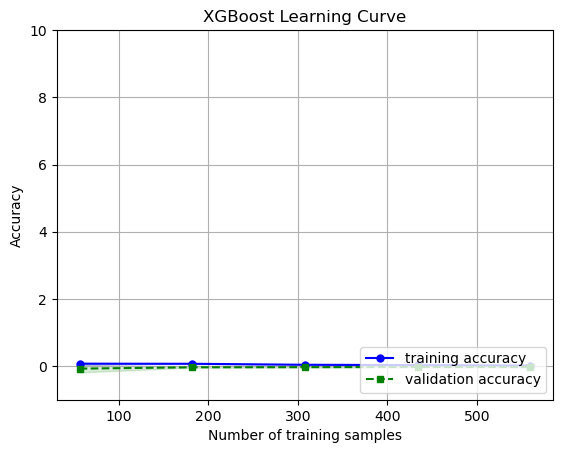 XGBoost Learning Curve
10
8
6
4
2
0
Accuracy
training accuracy
validation accuracy
100 200 300 400 500
Number of training samples